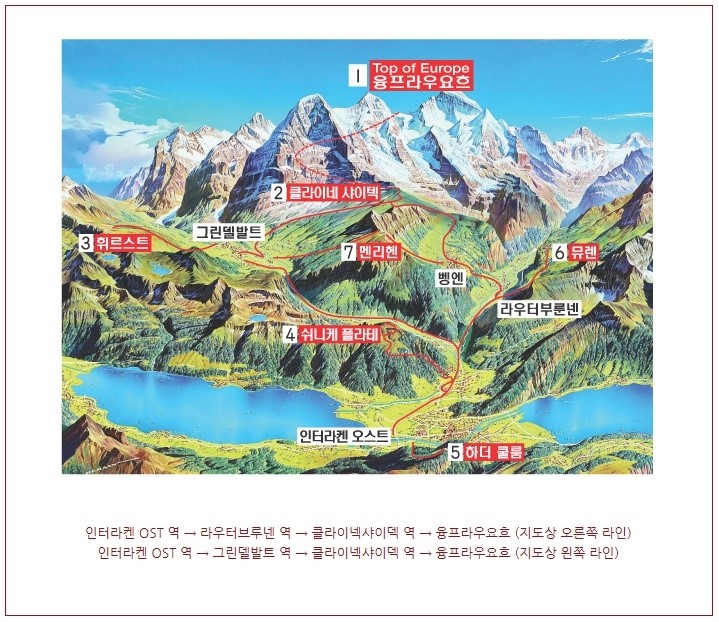 1 Top of Europe
융프라우요흐
2 클라이네 샤이텍
그린델발트
3 휘르스트
7 멘리헨
6 뮤렌
벵엔
라우터부룬넨
4 쉬니케 플라테
인터라켄 오스트
5 하더 쿨룸
인터라켄 OST 역 → 라우터브루넨 역 → 클라이넥샤이덱 역 → 융프라우요흐 (지도상 오른쪽 라인)
인터라켄 OST 역 → 그린델발트 역 → 클라이넥샤이덱 역 → 융프라우요흐 (지도상 왼쪽 라인)